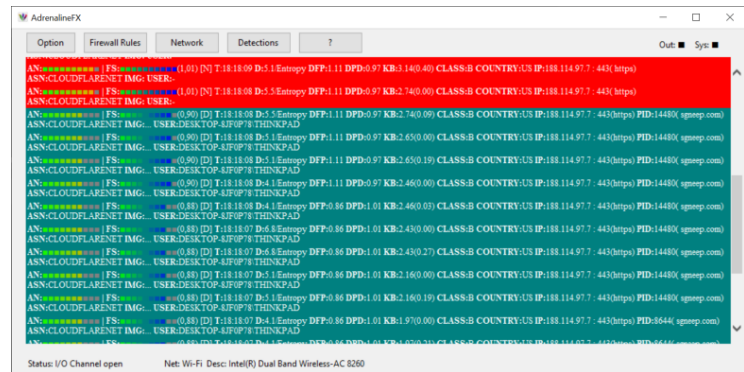 AdrenalineFX
Option Firewall Rules Network Detections ?
Out: Sys:
AN: | FS: (1,01) [N] T:18:18:09 D:5.1/Entropy DFP:1.11 DPD:0.97 KB:3.14(0.40) CLASS:B COUNTRY:US IP:188.114.97.7 : 443( https)
ASN:CLOUDFLARENET IMG: USER:-
AN: | FS: (1,01) [N] T:18:18:08 D:5.5/Entropy DFP:1.11 DPD:0.97 KB:2.74(0.00) CLASS:B COUNTRY:US IP:188.114.97.7 : 443( https)
ASN:CLOUDFLARENET IMG: USER:-
AN: | FS: (0,90) [D] T:18:18:08 D:5.5/Entropy DFP:1.11 DPD:0.97 KB:2.74(0.09) CLASS:B COUNTRY:US IP:188.114.97.7 : 443(https) PID:14480( sgneep.com)
ASN:CLOUDFLARENET IMG:... USER:DESKTOP-8JF0P78\THINKPAD
AN: | FS: (0,90) [D] T:18:18:08 D:5.1/Entropy DFP:1.11 DPD:0.97 KB:2.65(0.00) CLASS:B COUNTRY:US IP:188.114.97.7 : 443(https) PID:14480( sgneep.com)
ASN:CLOUDFLARENET IMG:... USER:DESKTOP-8JF0P78\THINKPAD
AN: | FS: (0,90) [D] T:18:18:08 D:5.1/Entropy DFP:1.11 DPD:0.97 KB:2.65(0.19) CLASS:B COUNTRY:US IP:188.114.97.7 : 443(https) PID:14480( sgneep.com)
ASN:CLOUDFLARENET IMG:... USER:DESKTOP-8JF0P78\THINKPAD
AN: | FS: (0,90) [D] T:18:18:08 D:4.1/Entropy DFP:1.11 DPD:0.97 KB:2.46(0.00) CLASS:B COUNTRY:US IP:188.114.97.7 : 443(https) PID:14480( sgneep.com)
ASN:CLOUDFLARENET IMG:... USER:DESKTOP-8JF0P78\THINKPAD
AN: | FS: (0,88) [D] T:18:18:08 D:4.1/Entropy DFP:0.86 DPD:1.01 KB:2.46(0.03) CLASS:B COUNTRY:US IP:188.114.97.7 : 443(https) PID:14480( sgneep.com)
ASN:CLOUDFLARENET IMG:... USER:DESKTOP-8JF0P78\THINKPAD
AN: | FS: (0,88) [D] T:18:18:07 D:6.8/Entropy DFP:0.86 DPD:1.01 KB:2.43(0.00) CLASS:B COUNTRY:US IP:188.114.97.7 : 443(https) PID:14480( sgneep.com)
ASN:CLOUDFLARENET IMG:... USER:DESKTOP-8JF0P78\THINKPAD
AN: | FS: (0,88) [D] T:18:18:07 D:6.8/Entropy DFP:0.86 DPD:1.01 KB:2.43(0.27) CLASS:B COUNTRY:US IP:188.114.97.7 : 443(https) PID:14480( sgneep.com)
ASN:CLOUDFLARENET IMG:... USER:DESKTOP-8JF0P78\THINKPAD
AN: | FS: (0,88) [D] T:18:18:07 D:5.1/Entropy DFP:0.86 DPD:1.01 KB:2.16(0.00) CLASS:B COUNTRY:US IP:188.114.97.7 : 443(https) PID:14480( sgneep.com)
ASN:CLOUDFLARENET IMG:... USER:DESKTOP-8JF0P78\THINKPAD
AN: | FS: (0,88) [D] T:18:18:07 D:5.1/Entropy DFP:0.86 DPD:1.01 KB:2.16(0.19) CLASS:B COUNTRY:US IP:188.114.97.7 : 443(https) PID:14480( sgneep.com)
ASN:CLOUDFLARENET IMG:... USER:DESKTOP-8JF0P78\THINKPAD
AN: | FS: (0,88) [D] T:18:18:07 D:4.1/Entropy DFP:0.86 DPD:1.01 KB:1.97(0.00) CLASS:B COUNTRY:US IP:188.114.97.7 : 443(https) PID:8644( sgneep.com)
ASN:CLOUDFLARENET IMG:... USER:DESKTOP-8JF0P78\THINKPAD
Status: I/O Channel open Net: Wi-Fi Desc: Intel(R) Dual Band Wireless-AC 8260